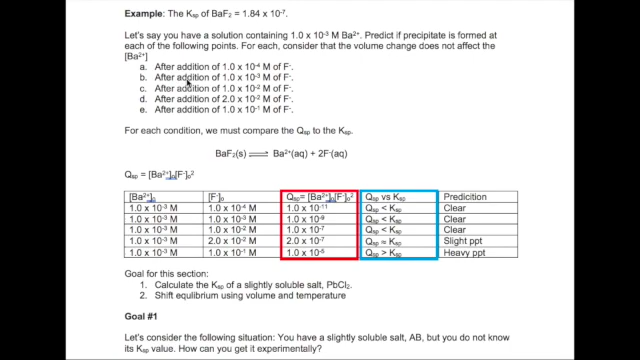 Example: The Ksp of BaF2 = 1.84 x 10-7.
Let's say you have a solution containing 1.0 x 10-3 M Ba2+. Predict if precipitate is formed at
each of the following points. For each, consider that the volume change does not affect the
[Ba2+]
a. After addition of 1.0 x 10-4 M of F-.
b. After addition of 1.0 x 10-3 M of F-.
c. After addition of 1.0 x 10-2 M of F-.
d. After addition of 2.0 x 10-2 M of F-.
e. After addition of 1.0 x 10-1 M of F-.
For each condition, we must compare the Qsp to the Ksp.
BaF2(s) ⇌ Ba2+(aq) + 2F-(aq)
Qsp = [Ba2+]o[F-]o2
[Ba2+]o [F-]o Qsp= [Ba2+]o[F-]o2 Qsp vs Ksp Predicition
1.0 x 10-3 M 1.0 x 10-4 M 1.0 x 10-11 Qsp < Ksp Clear
1.0 x 10-3 M 1.0 x 10-3 M 1.0 x 10-9 Qsp < Ksp Clear
1.0 x 10-3 M 1.0 x 10-2 M 1.0 x 10-7 Qsp < Ksp Clear
1.0 x 10-3 M 2.0 x 10-2 M 2.0 x 10-7 Qsp ≈ Ksp Slight ppt
1.0 x 10-3 M 1.0 x 10-1 M 1.0 x 10-5 Qsp > Ksp Heavy ppt
Goal for this section:
1. Calculate the Ksp of a slightly soluble salt, PbCl2.
2. Shift equilibrium using volume and temperature
Goal #1
Let's consider the following situation: You have a slightly soluble salt, AB, but you do not know
its Ksp value. How can you get it experimentally?